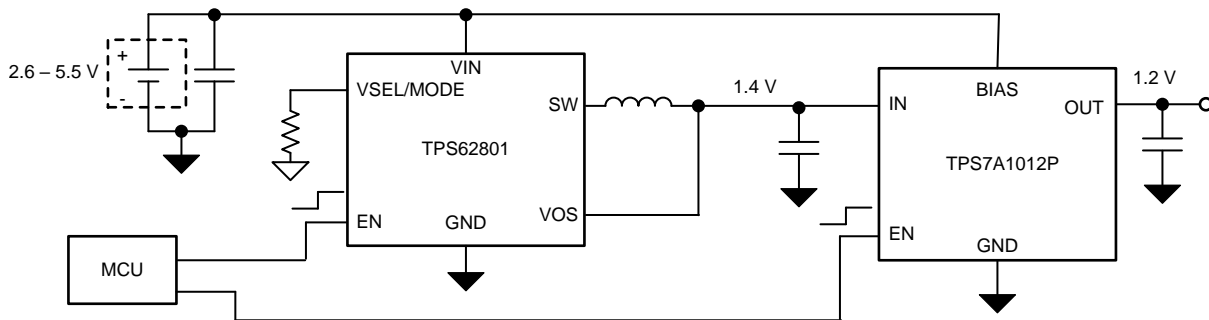 2.6 – 5.5 V
+
-
VIN
VSEL/MODE
SW
TPS62801
VOS
EN
GND
1.4 V
IN
BIAS
OUT
TPS7A1012P
EN
GND
1.2 V
MCU